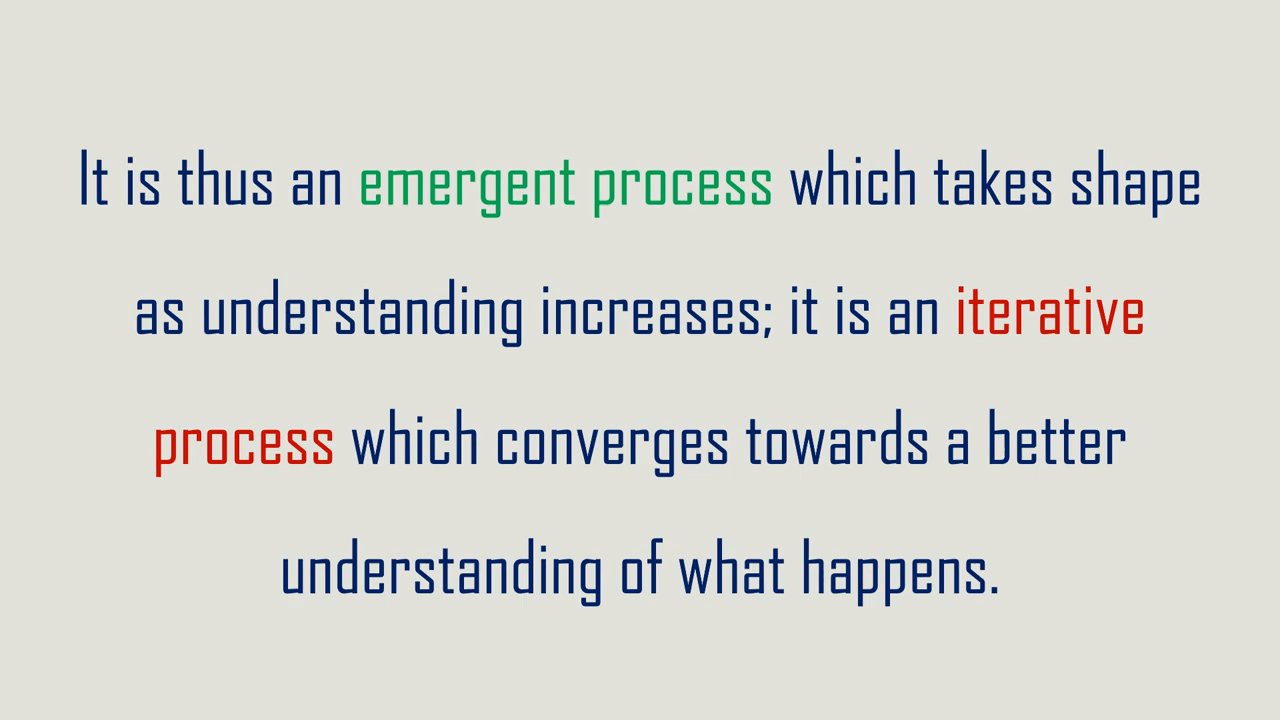 It is thus an emergent process which takes shape
as understanding increases; it is an iterative
process which converges towards a better
understanding of what happens.